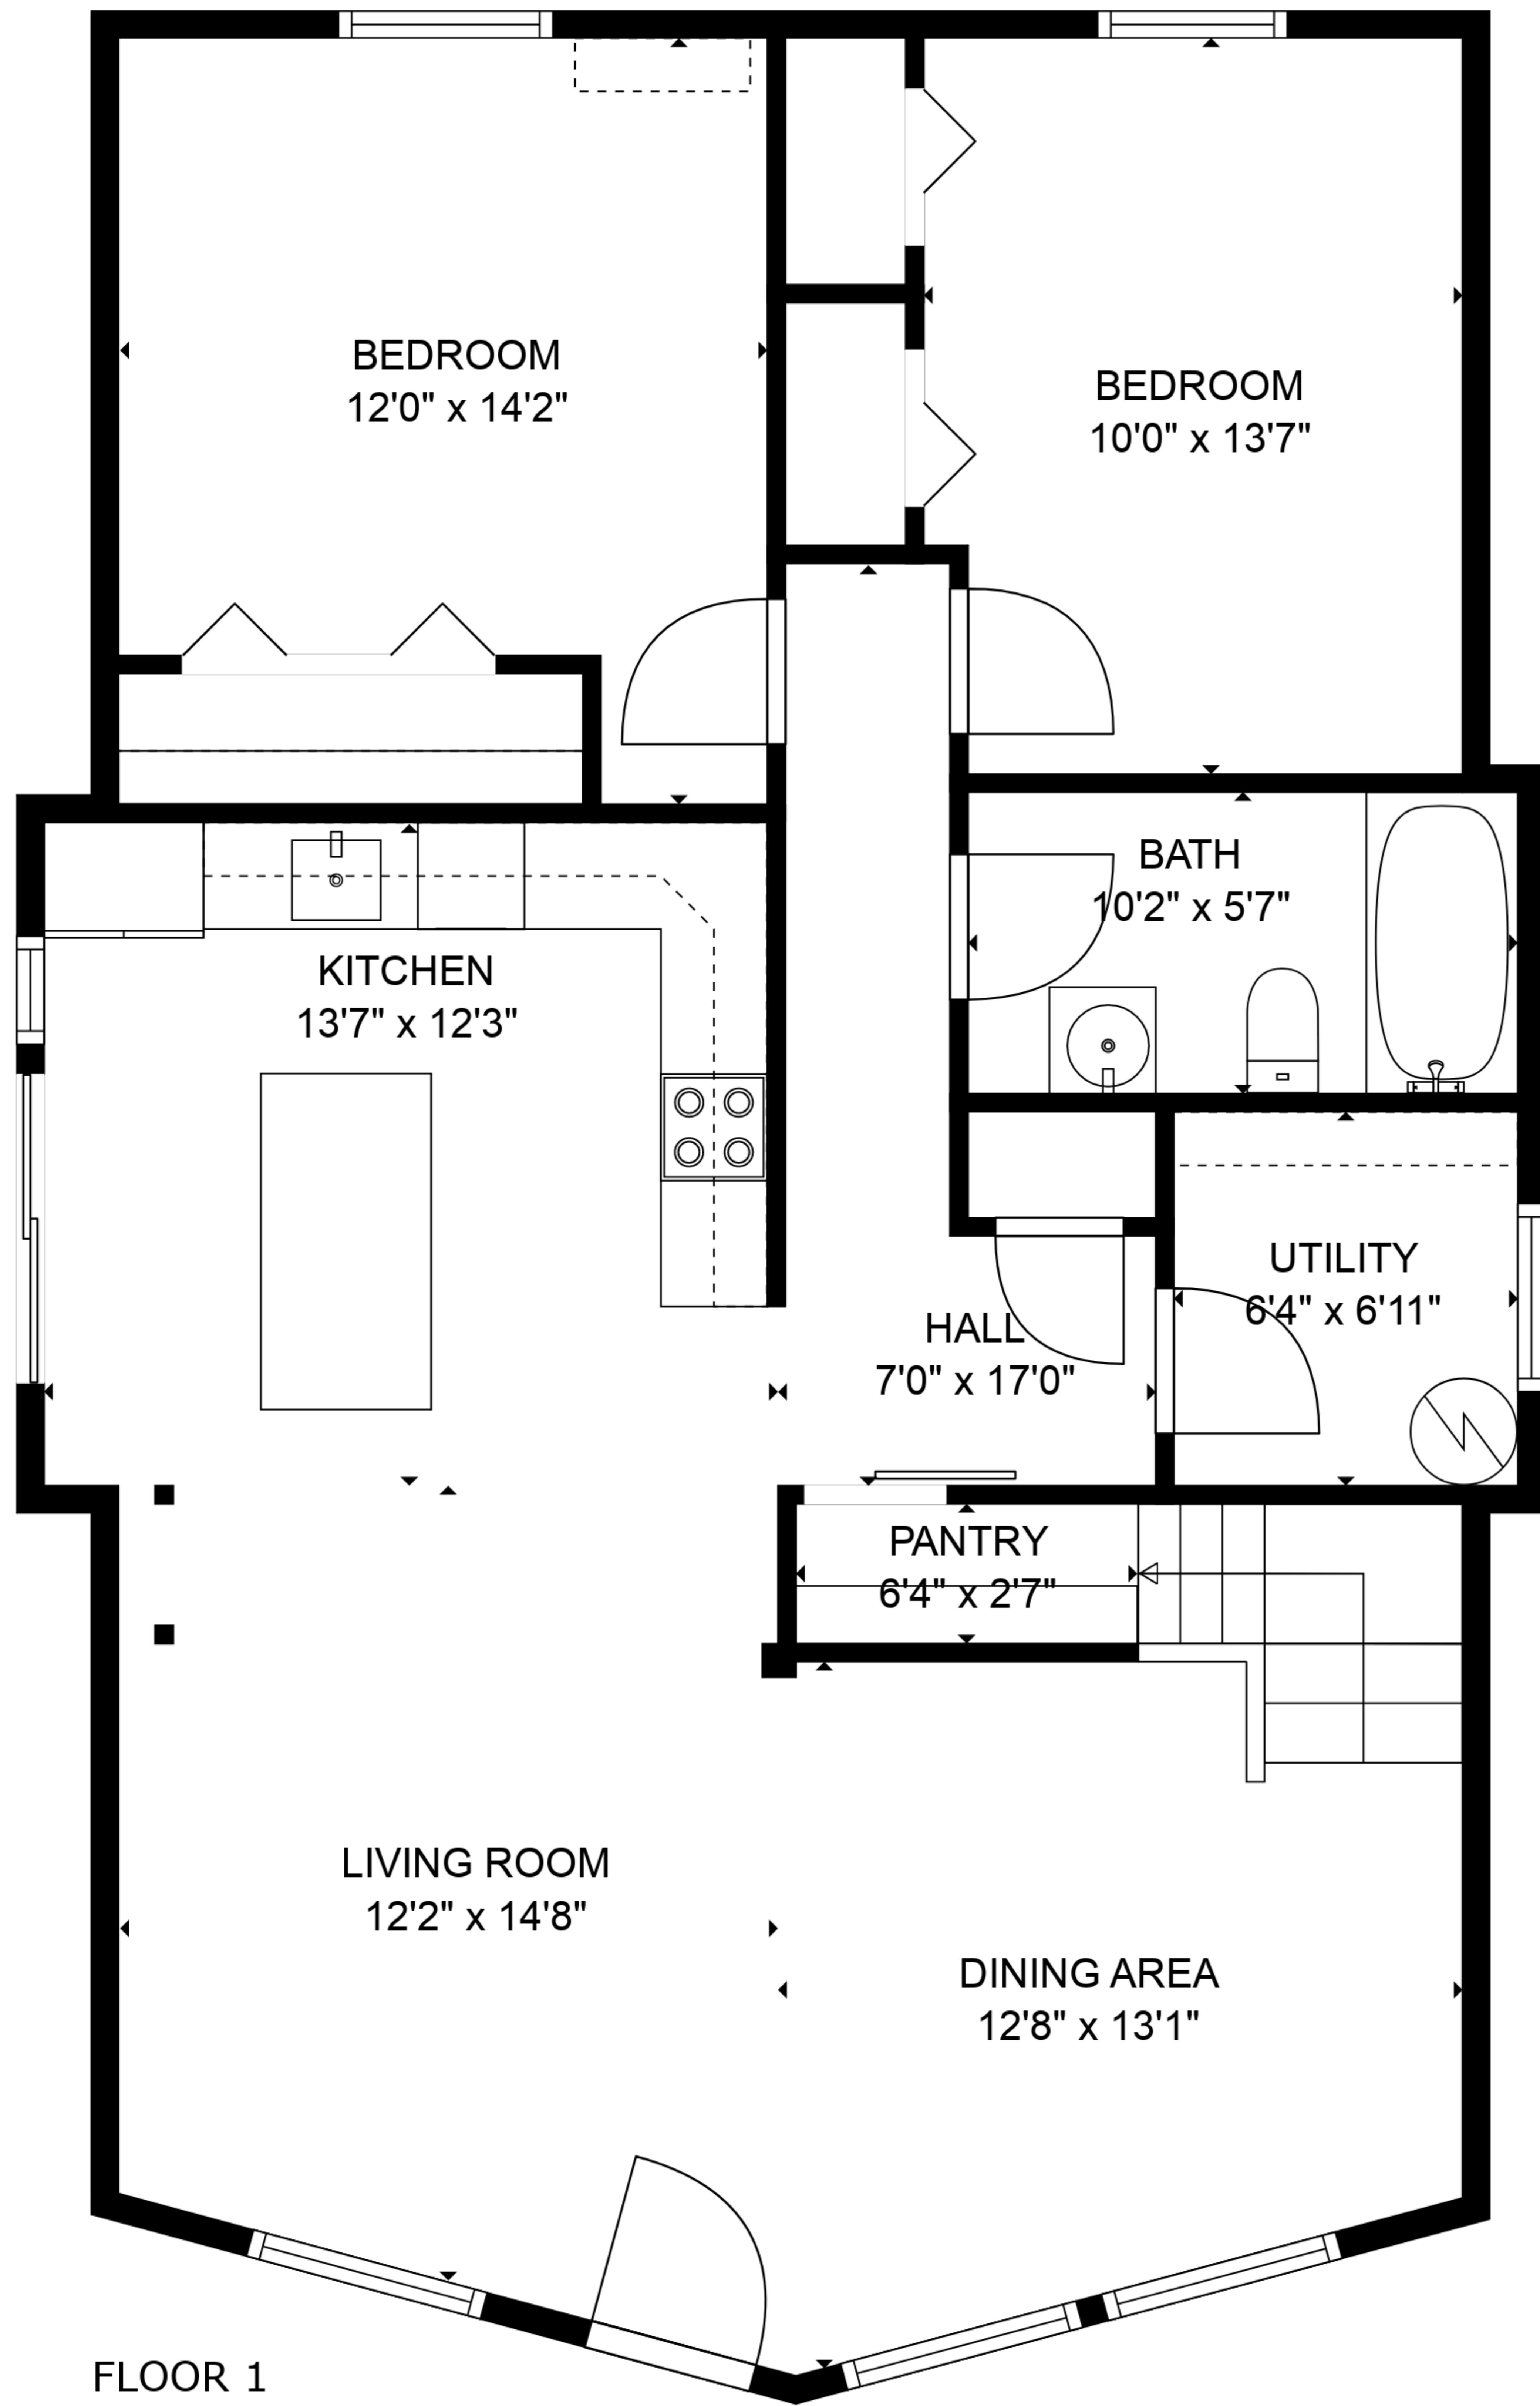 BEDROOM
12'0" x 14'2"
BEDROOM
10'0" x 13'7"
BATH
10'2" x 5'7"
KITCHEN
13'7" x 12'3"
UTILITY
6'4" x 6'11"
HALL
7'0" x 17'0"
PANTRY
6'4" x 2'7"
LIVING ROOM
12'2" x 14'8"
DINING AREA
12'8" x 13'1"
FLOOR 1